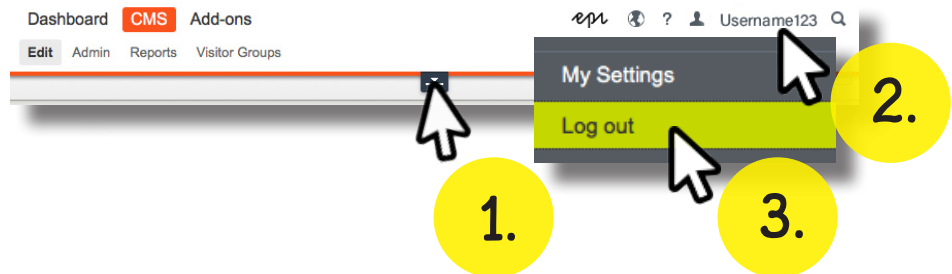 Dashboard CMS Add-ons epi ? Username123
Edit Admin Reports Visitor Groups
My Settings
2.
Log out
1.
3.